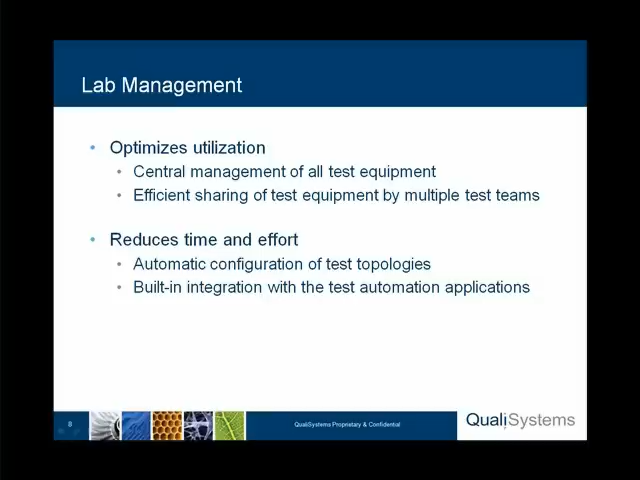 Lab Management
• Optimizes utilization
• Central management of all test equipment
• Efficient sharing of test equipment by multiple test teams
• Reduces time and effort
• Automatic configuration of test topologies
• Built-in integration with the test automation applications
8
QualiSystems Proprietary & Confidential
QualiSystems